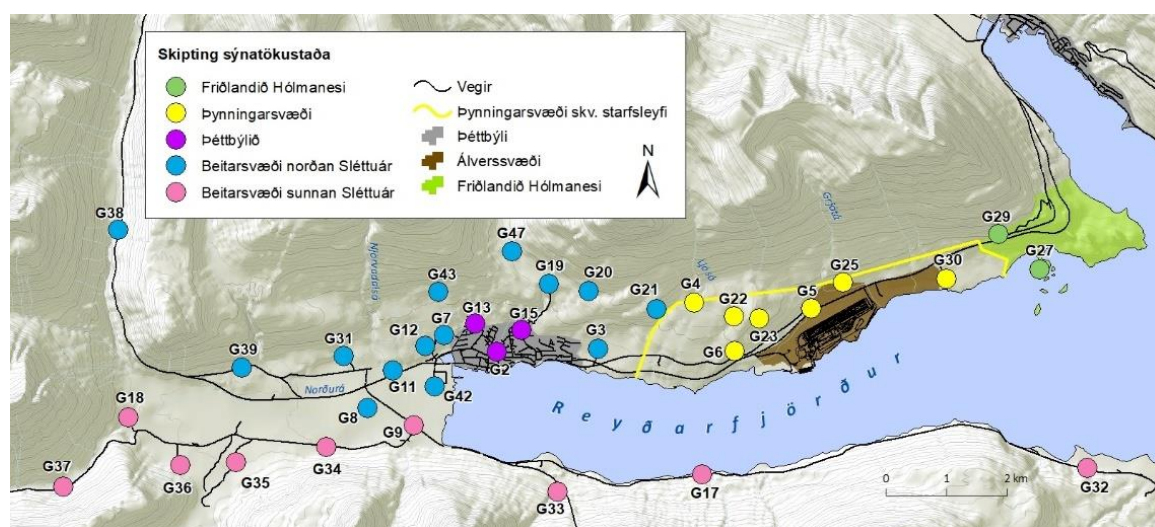 Skipting sýnatökustaða
Friðlandið Hólmanesi
Þynningarsvæði
Þéttbýlið
Beitarsvæði norðan Sléttuár
Beitarsvæði sunnan Sléttuár
Vegir
Þynningarsvæði skv. starfsleyfi
Þéttbýli
Álverssvæði
Friðlandið Hólmanesi
N
G38
G47
G29
G27
G43
G19
G20
G21
G4
G25
G30
G13
G15
G22
G5
G7
G12
G23
G3
G6
G31
G2
G39
G11
G42
G8
G18
G9
G37
G36
G35
G34
G33
G17
G32
Njörvadalsá
Ljósá
Grjótá
Norðurá
Reyðarfjörður
0 1 2 km